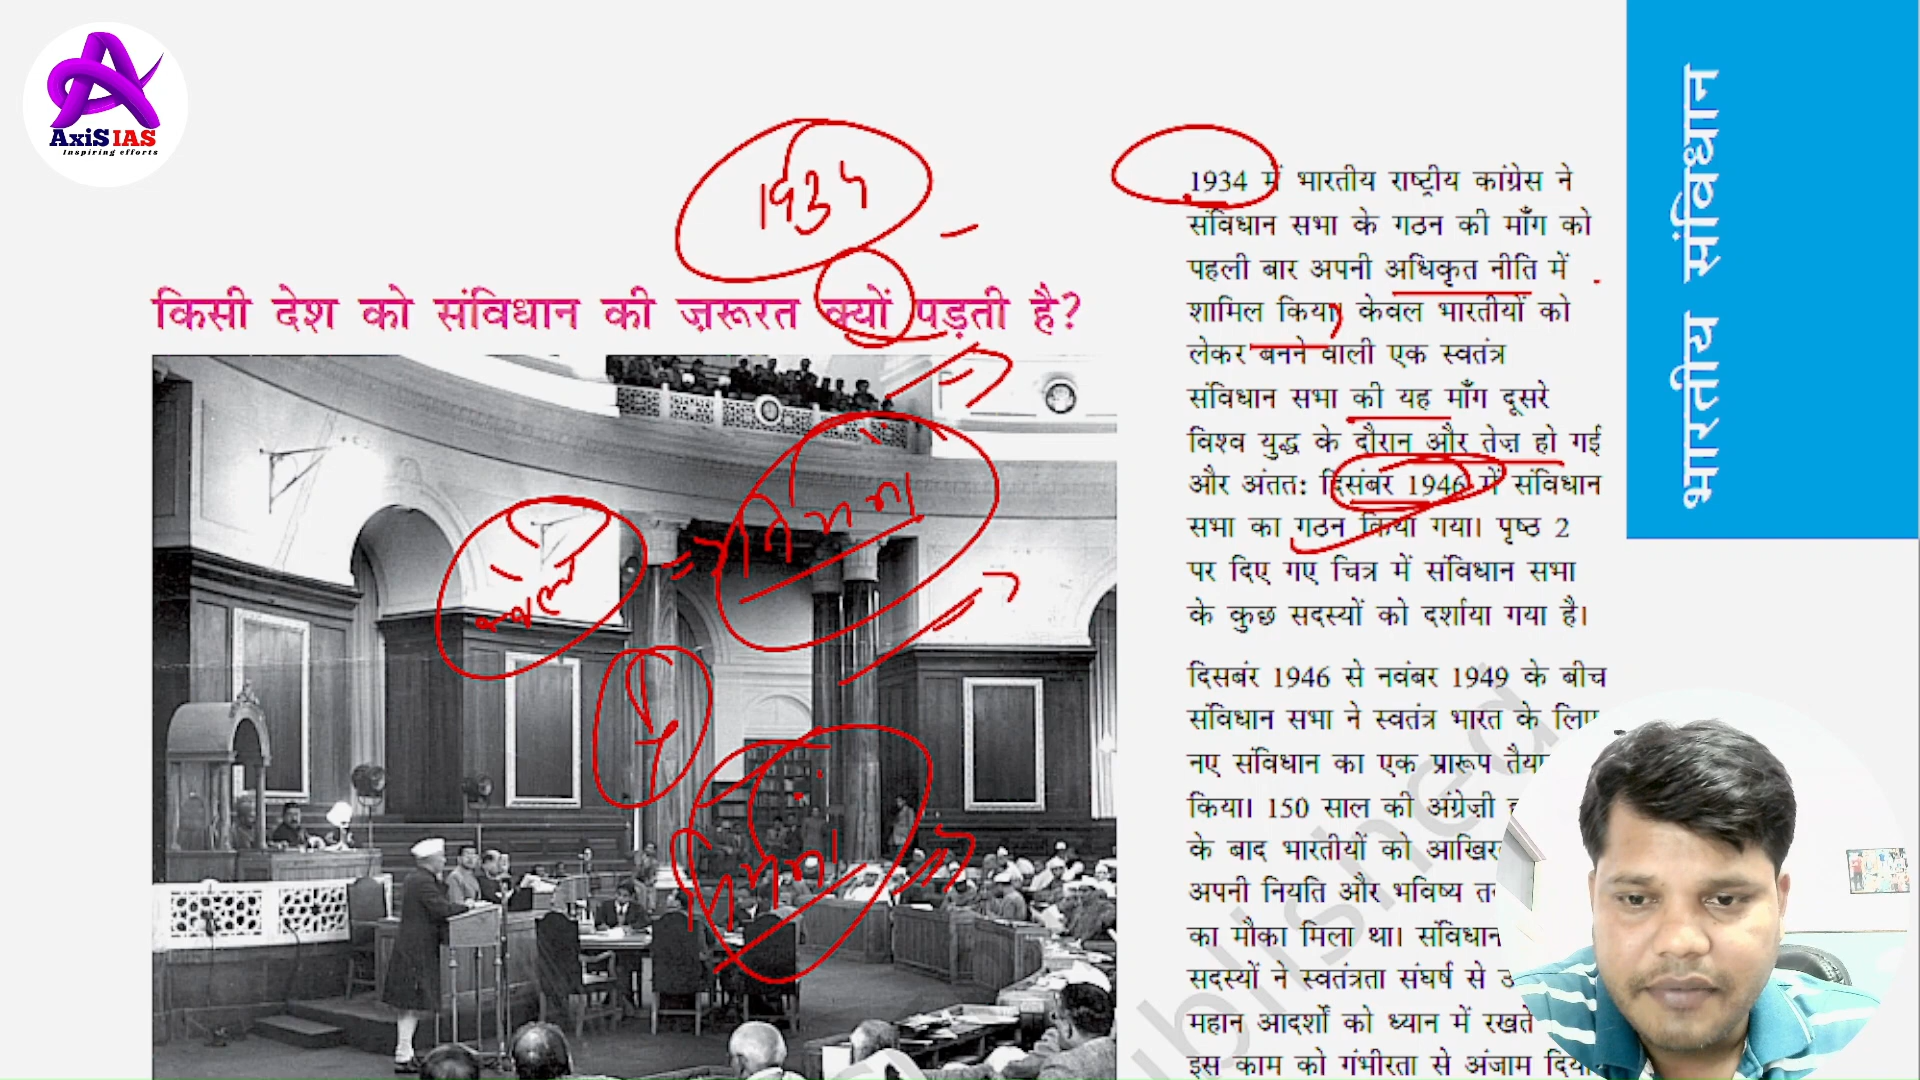 AxiS IAS
Inspiring efforts
1934
किसी देश को संविधान की ज़रूरत क्यों पड़ती है?
1934 में भारतीय राष्ट्रीय कांग्रेस ने
संविधान सभा के गठन की माँग को
पहली बार अपनी अधिकृत नीति में
शामिल किया। केवल भारतीयों को
लेकर बनने वाली एक स्वतंत्र
संविधान सभा की यह माँग दूसरे
विश्व युद्ध के दौरान और तेज़ हो गई
और अंतत: दिसंबर 1946 में संविधान
सभा का गठन किया गया। पृष्ठ 2
पर दिए गए चित्र में संविधान सभा
के कुछ सदस्यों को दर्शाया गया है।
दिसबंर 1946 से नवंबर 1949 के बीच
संविधान सभा ने स्वतंत्र भारत के लिए
नए संविधान का एक प्रारूप
किया। 150 साल की अंग्रेज़ी
के बाद भारतीयों को
अपनी नियति और भविष्य
का मौका मिला था। संविधान
सदस्यों ने स्वतंत्रता संघर्ष से
महान आदर्शों को ध्यान में रखते
इस काम को गंभीरता से अंजाम
भारतीय संविधान